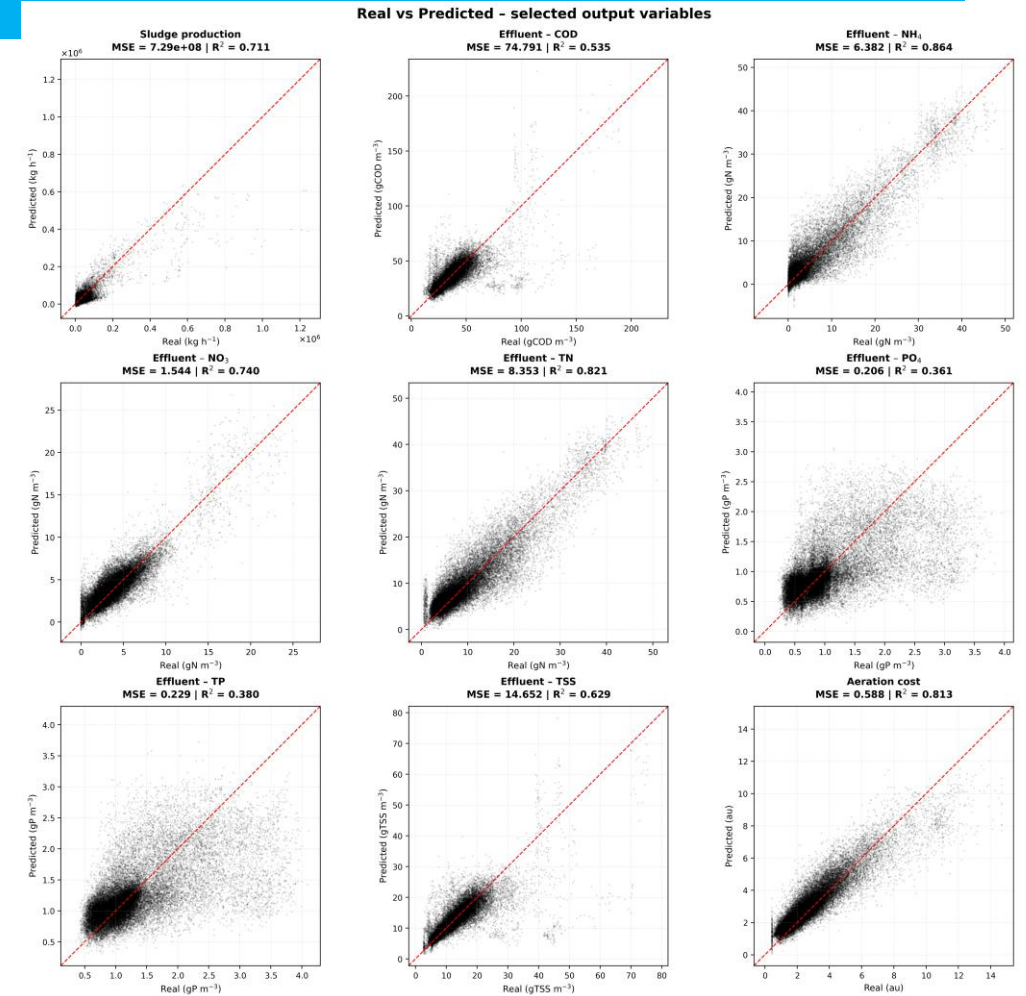 Real vs Predicted – selected output variables
Sludge production
MSE = 7.29e+08 | R² = 0.711
×10⁶
1.2
1.0
0.8
0.6
0.4
0.2
0.0
Predicted (kg h⁻¹)
0.0 0.2 0.4 0.6 0.8 1.0 1.2
×10⁶
Real (kg h⁻¹)
Effluent – COD
MSE = 74.791 | R² = 0.535
200
150
100
50
0
Predicted (gCOD m⁻³)
0 50 100 150 200
Real (gCOD m⁻³)
Effluent – NH₄
MSE = 6.382 | R² = 0.864
50
40
30
20
10
0
Predicted (gN m⁻³)
0 10 20 30 40 50
Real (gN m⁻³)
Effluent – NO₃
MSE = 1.544 | R² = 0.740
25
20
15
10
5
0
Predicted (gN m⁻³)
0 5 10 15 20 25
Real (gN m⁻³)
Effluent – TN
MSE = 8.353 | R² = 0.821
50
40
30
20
10
0
Predicted (gN m⁻³)
0 10 20 30 40 50
Real (gN m⁻³)
Effluent – PO₄
MSE = 0.206 | R² = 0.361
4.0
3.5
3.0
2.5
2.0
1.5
1.0
0.5
0.0
Predicted (gP m⁻³)
0.0 0.5 1.0 1.5 2.0 2.5 3.0 3.5 4.0
Real (gP m⁻³)
Effluent – TP
MSE = 0.229 | R² = 0.380
4.0
3.5
3.0
2.5
2.0
1.5
1.0
0.5
Predicted (gP m⁻³)
0.5 1.0 1.5 2.0 2.5 3.0 3.5 4.0
Real (gP m⁻³)
Effluent – TSS
MSE = 14.652 | R² = 0.629
80
70
60
50
40
30
20
10
0
Predicted (gTSS m⁻³)
0 10 20 30 40 50 60 70 80
Real (gTSS m⁻³)
Aeration cost
MSE = 0.588 | R² = 0.813
14
12
10
8
6
4
2
0
Predicted (au)
0 2 4 6 8 10 12 14
Real (au)